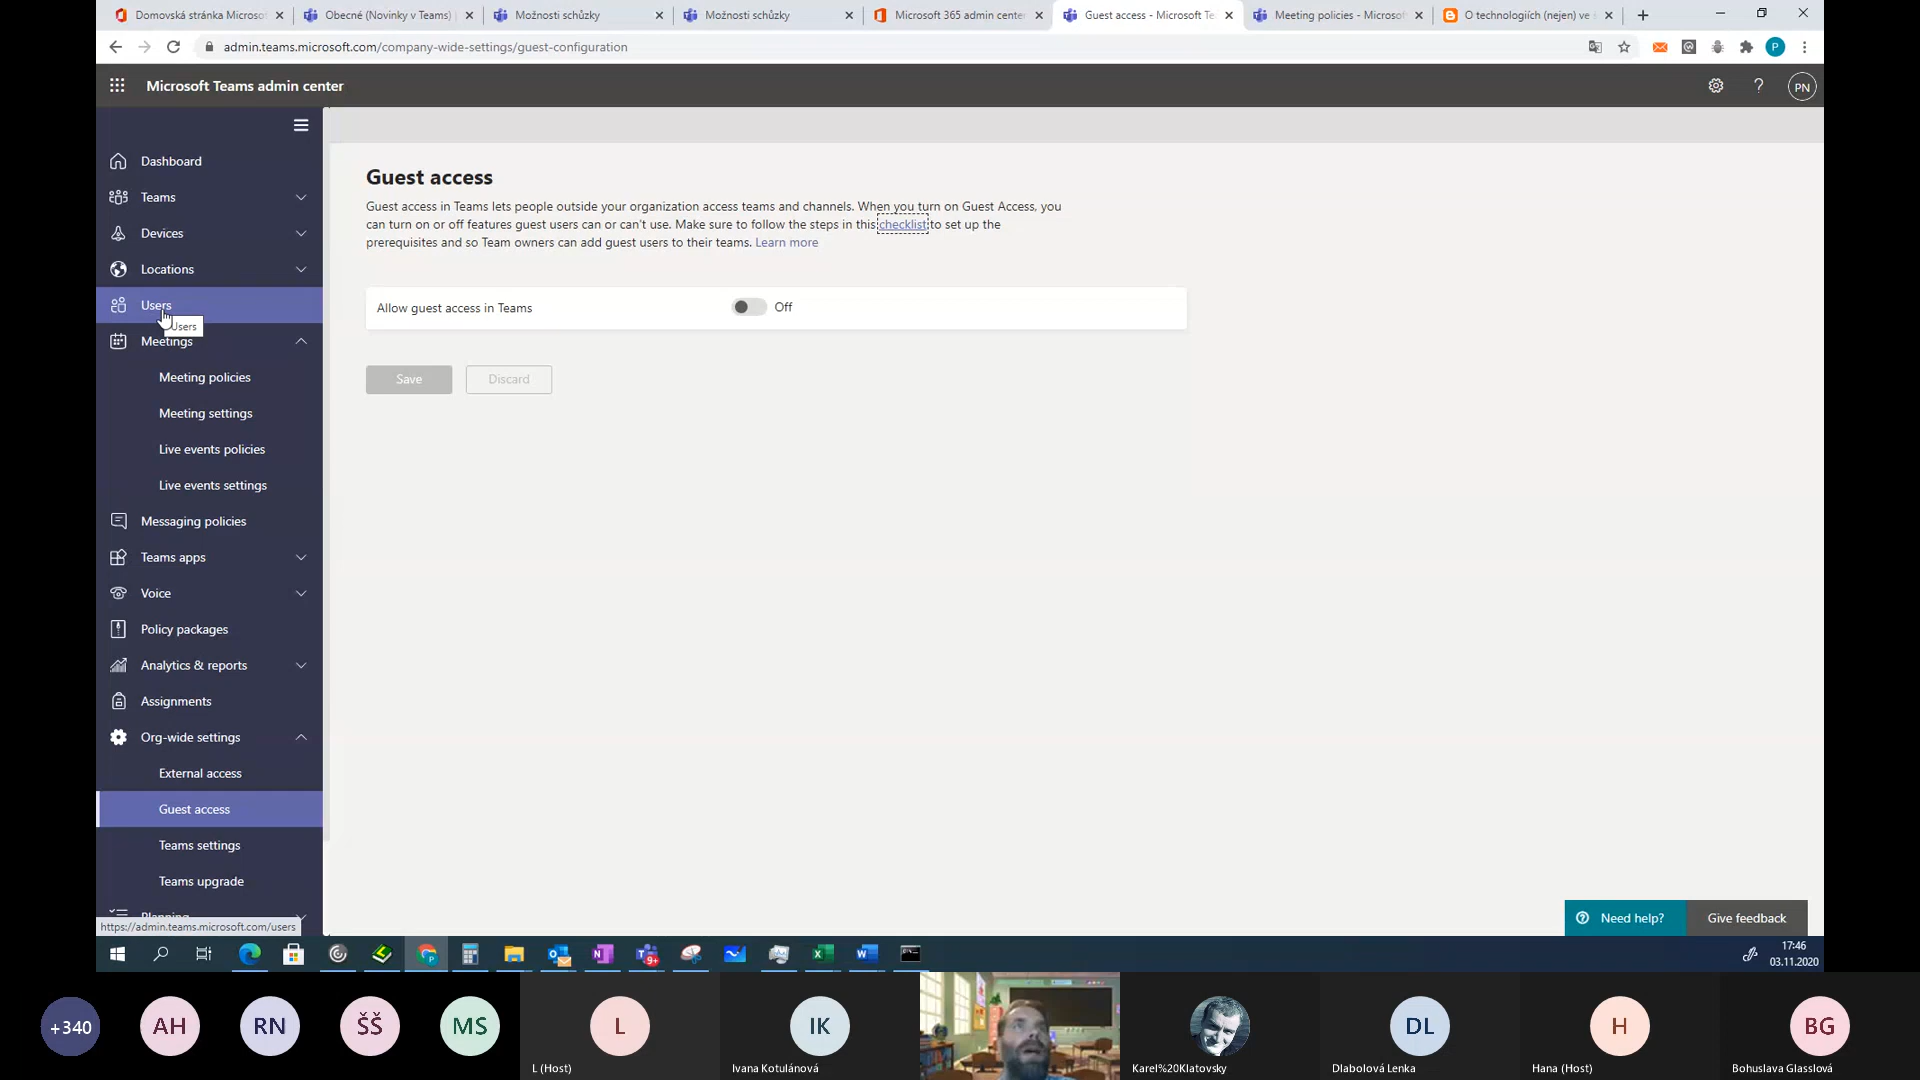 Domovská stránka Microso
Obecné (Novinky v Teams)
Možnosti schůzky
Možnosti schůzky
Microsoft 365 admin center
Guest access - Microsoft Te
Meeting policies - Microsof
O technologiích (nejen) ve
admin.teams.microsoft.com/company-wide-settings/guest-configuration
P
Microsoft Teams admin center
?
PN
Dashboard
Teams
Devices
Locations
Users
Users
Meetings
Meeting policies
Meeting settings
Live events policies
Live events settings
Messaging policies
Teams apps
Voice
Policy packages
Analytics & reports
Assignments
Org-wide settings
External access
Guest access
Teams settings
Teams upgrade
Planning
https://admin.teams.microsoft.com/users
Guest access
Guest access in Teams lets people outside your organization access teams and channels. When you turn on Guest Access, you
can turn on or off features guest users can or can't use. Make sure to follow the steps in this checklist to set up the
prerequisites and so Team owners can add guest users to their teams. Learn more
Allow guest access in Teams
Off
Save
Discard
Need help?
Give feedback
9+
17:46
03.11.2020
+340
AH
RN
ŠŠ
MS
L
L (Host)
IK
Ivana Kotulánová
Karel%20Klatovsky
DL
Dlabolová Lenka
H
Hana (Host)
BG
Bohuslava Glasslová